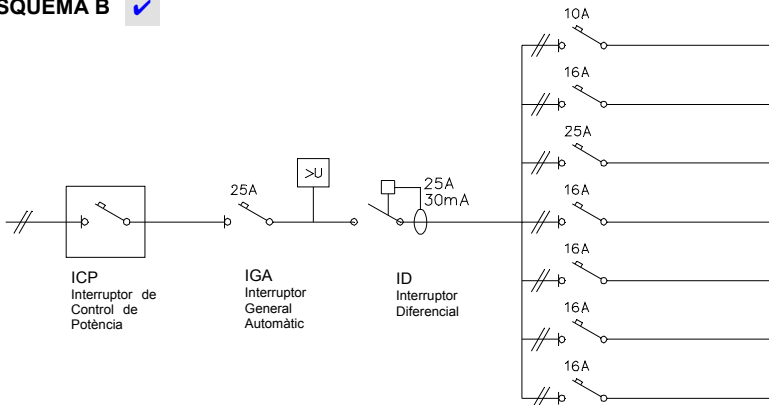 SQUEMA B ✔
10A
16A
25A
16A
16A
16A
16A
25A
>U
25A
30mA
ICP
Interruptor de
Control de
Potència
IGA
Interruptor
General
Automàtic
ID
Interruptor
Diferencial